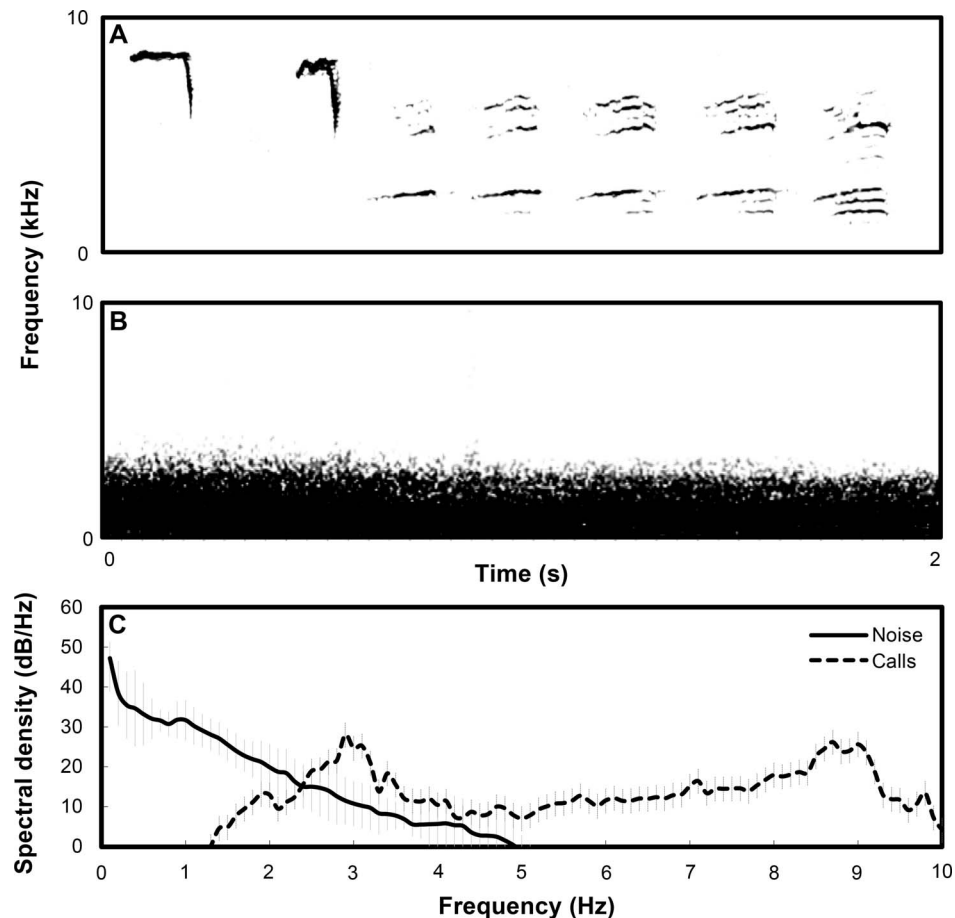 10
A
0
Frequency (kHz)
10
B
0
0
2
Time (s)
C
Noise
Calls
60
50
40
30
20
10
0
Spectral density (dB/Hz)
0 1 2 3 4 5 6 7 8 9 10
Frequency (Hz)